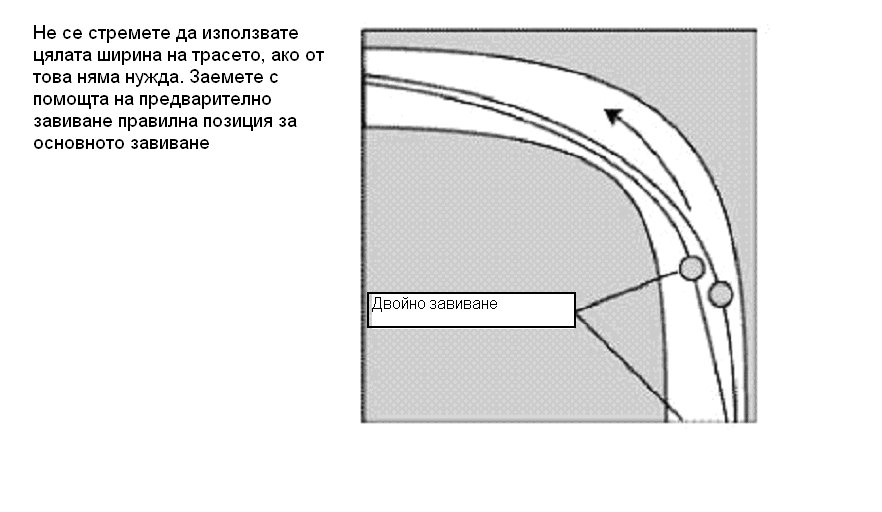 Не се стремете да използвате
цялата ширина на трасето, ако от
това няма нужда. Заемете с
помощта на предварително
завиване правилна позиция за
основното завиване
Двойно завиване